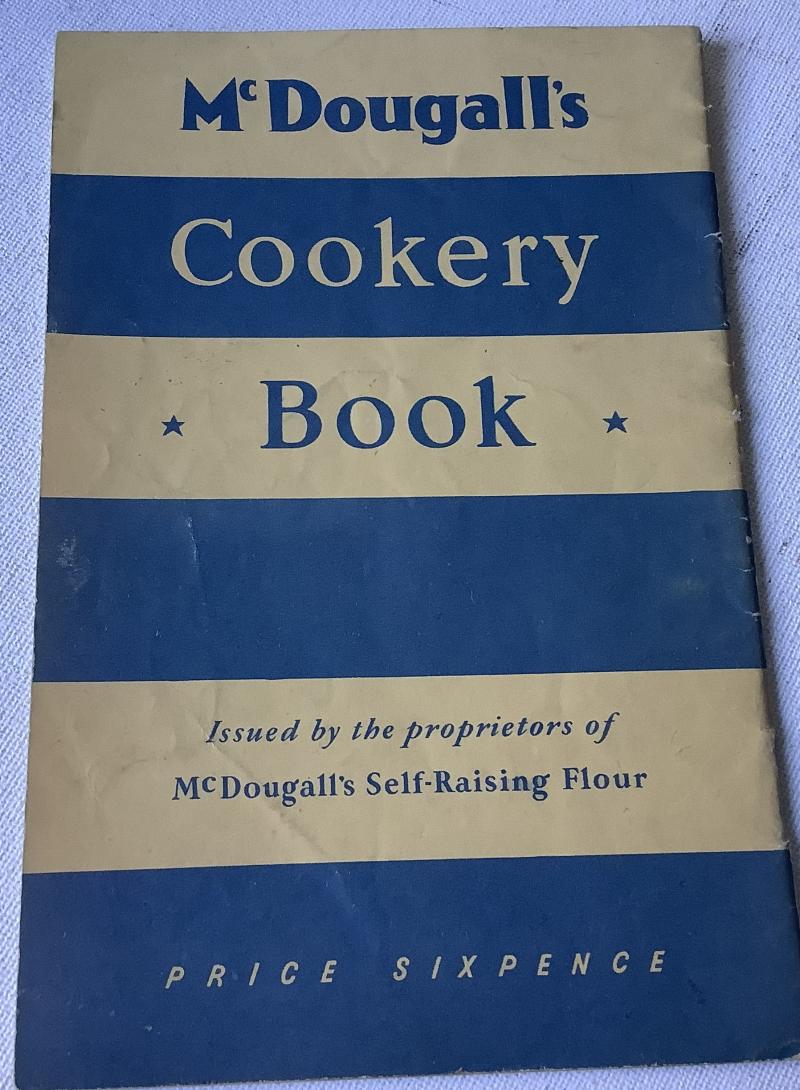 McDougall's
Cookery
★ Book ★
Issued by the proprietors of
McDougall's Self-Raising Flour
PRICE SIXPENCE